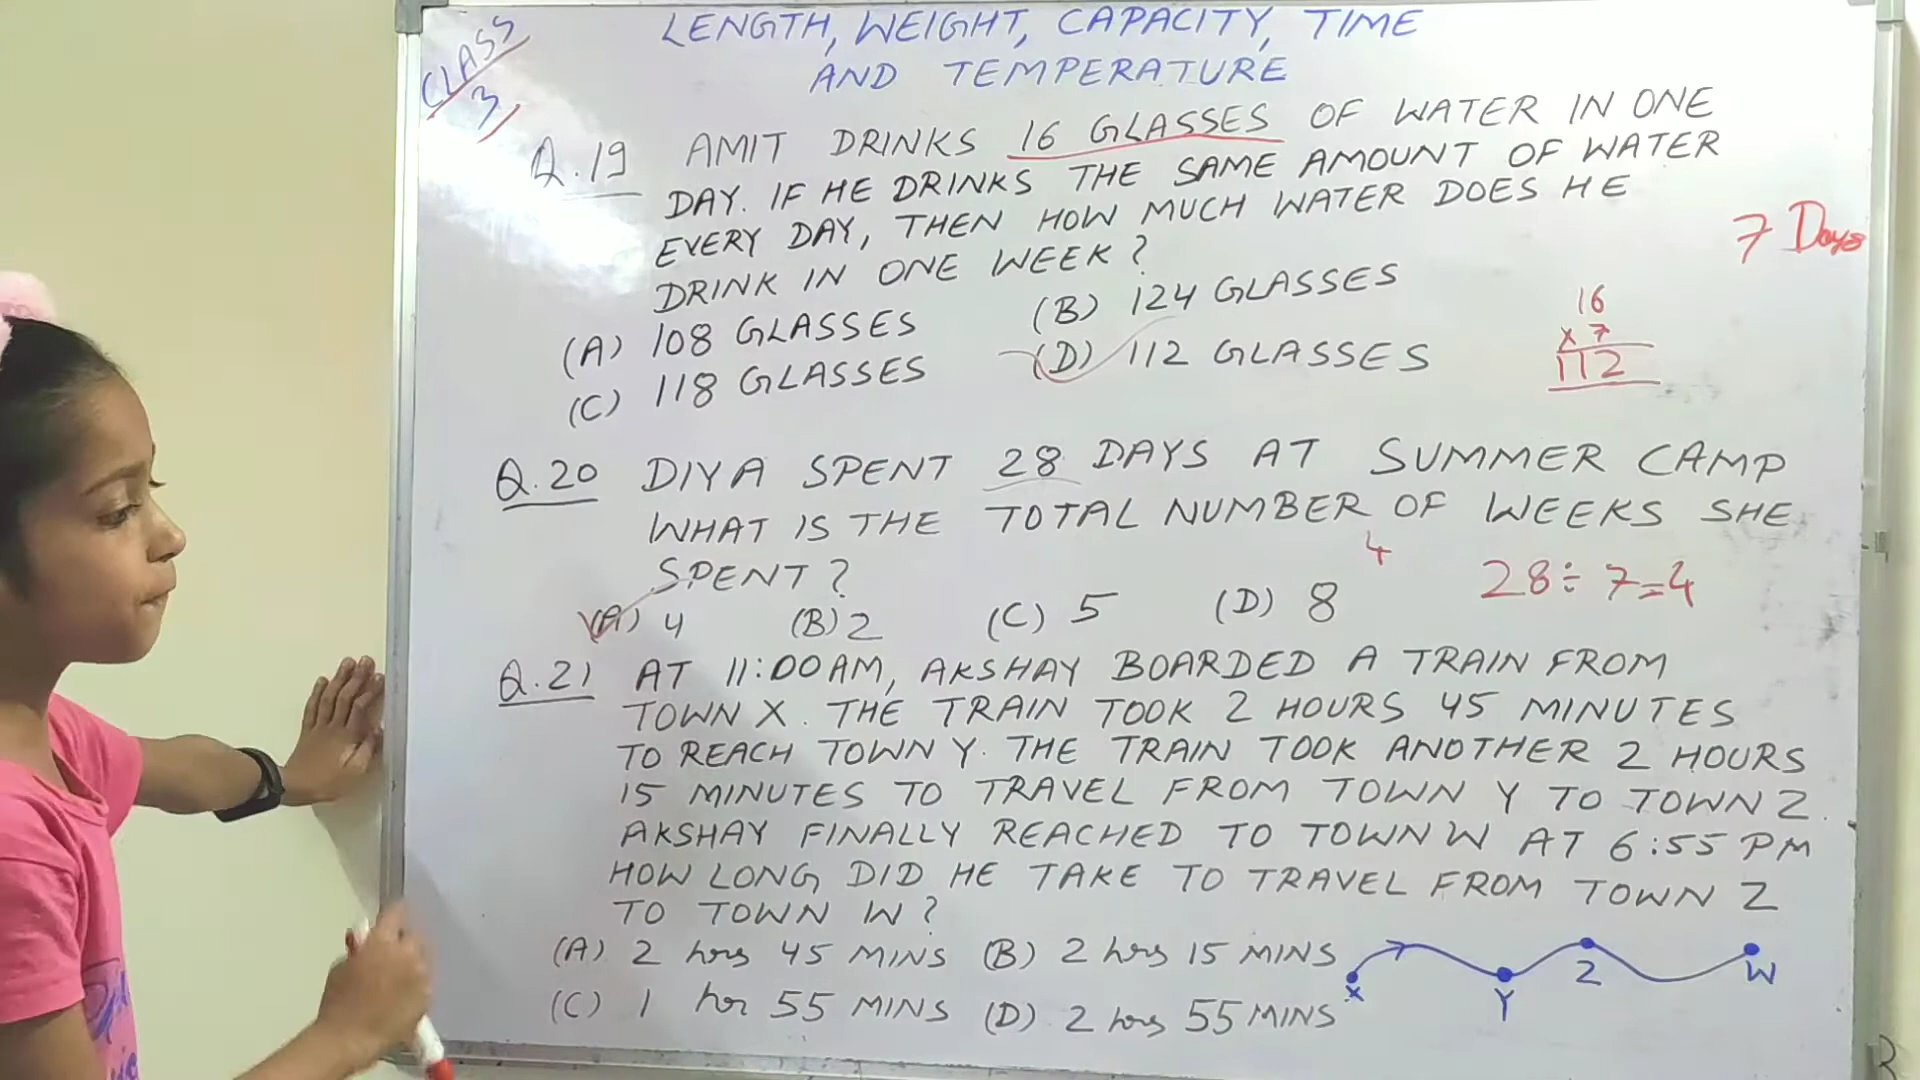 CLASS
3
LENGTH, WEIGHT, CAPACITY, TIME
AND TEMPERATURE
Q.19 AMIT DRINKS 16 GLASSES OF WATER IN ONE
DAY. IF HE DRINKS THE SAME AMOUNT OF WATER
EVERY DAY, THEN HOW MUCH WATER DOES HE
DRINK IN ONE WEEK?
7 Days
(A) 108 GLASSES (B) 124 GLASSES
(C) 118 GLASSES (D) 112 GLASSES
16
x 7
112
Q.20 DIYA SPENT 28 DAYS AT SUMMER CAMP
WHAT IS THE TOTAL NUMBER OF WEEKS SHE
SPENT?
4
28 ÷ 7 = 4
(A) 4 (B) 2 (C) 5 (D) 8
Q.21 AT 11:00AM, AKSHAY BOARDED A TRAIN FROM
TOWN X. THE TRAIN TOOK 2 HOURS 45 MINUTES
TO REACH TOWN Y. THE TRAIN TOOK ANOTHER 2 HOURS
15 MINUTES TO TRAVEL FROM TOWN Y TO TOWN Z.
AKSHAY FINALLY REACHED TO TOWN W AT 6:55 PM
HOW LONG DID HE TAKE TO TRAVEL FROM TOWN Z
TO TOWN W?
(A) 2 hrs 45 MINS (B) 2 hrs 15 MINS
(C) 1 hr 55 MINS (D) 2 hrs 55 MINS
X Y Z W